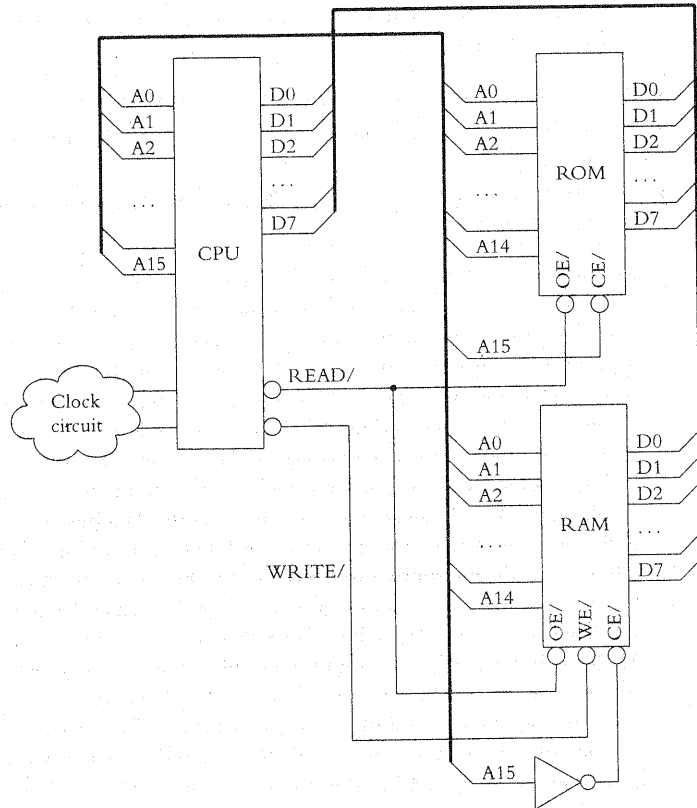 A0
A1
A2
...
A15
CPU
D0
D1
D2
...
D7
READ/
WRITE/
Clock
circuit
A0
A1
A2
...
A14
A15
ROM
OE/
CE/
D0
D1
D2
...
D7
A0
A1
A2
...
A14
RAM
OE/
WE/
CE/
D0
D1
D2
...
D7
A15